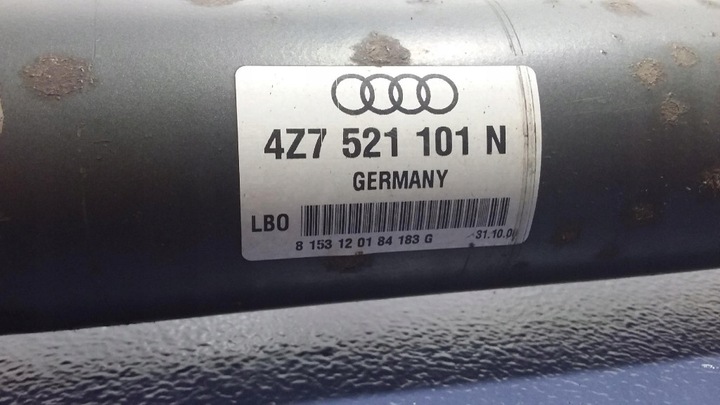 4Z7 521 101 N
GERMANY
LBO
8 153 12 01 84 183 G 31.10.0